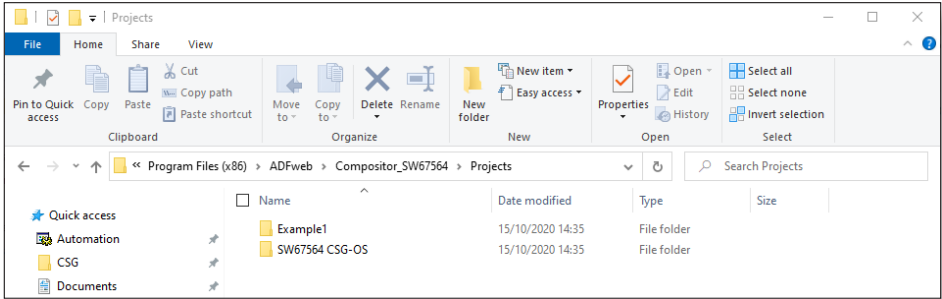 Projects
File Home Share View
Pin to Quick access
Copy
Paste
Cut
Copy path
Paste shortcut
Clipboard
Move to
Copy to
Delete
Rename
Organize
New folder
New item
Easy access
New
Properties
Open
Edit
History
Open
Select all
Select none
Invert selection
Select
« Program Files (x86) > ADFweb > Compositor_SW67564 > Projects
Search Projects
Name Date modified Type Size
Quick access
Automation
CSG
Documents
Example1 15/10/2020 14:35 File folder
SW67564 CSG-OS 15/10/2020 14:35 File folder